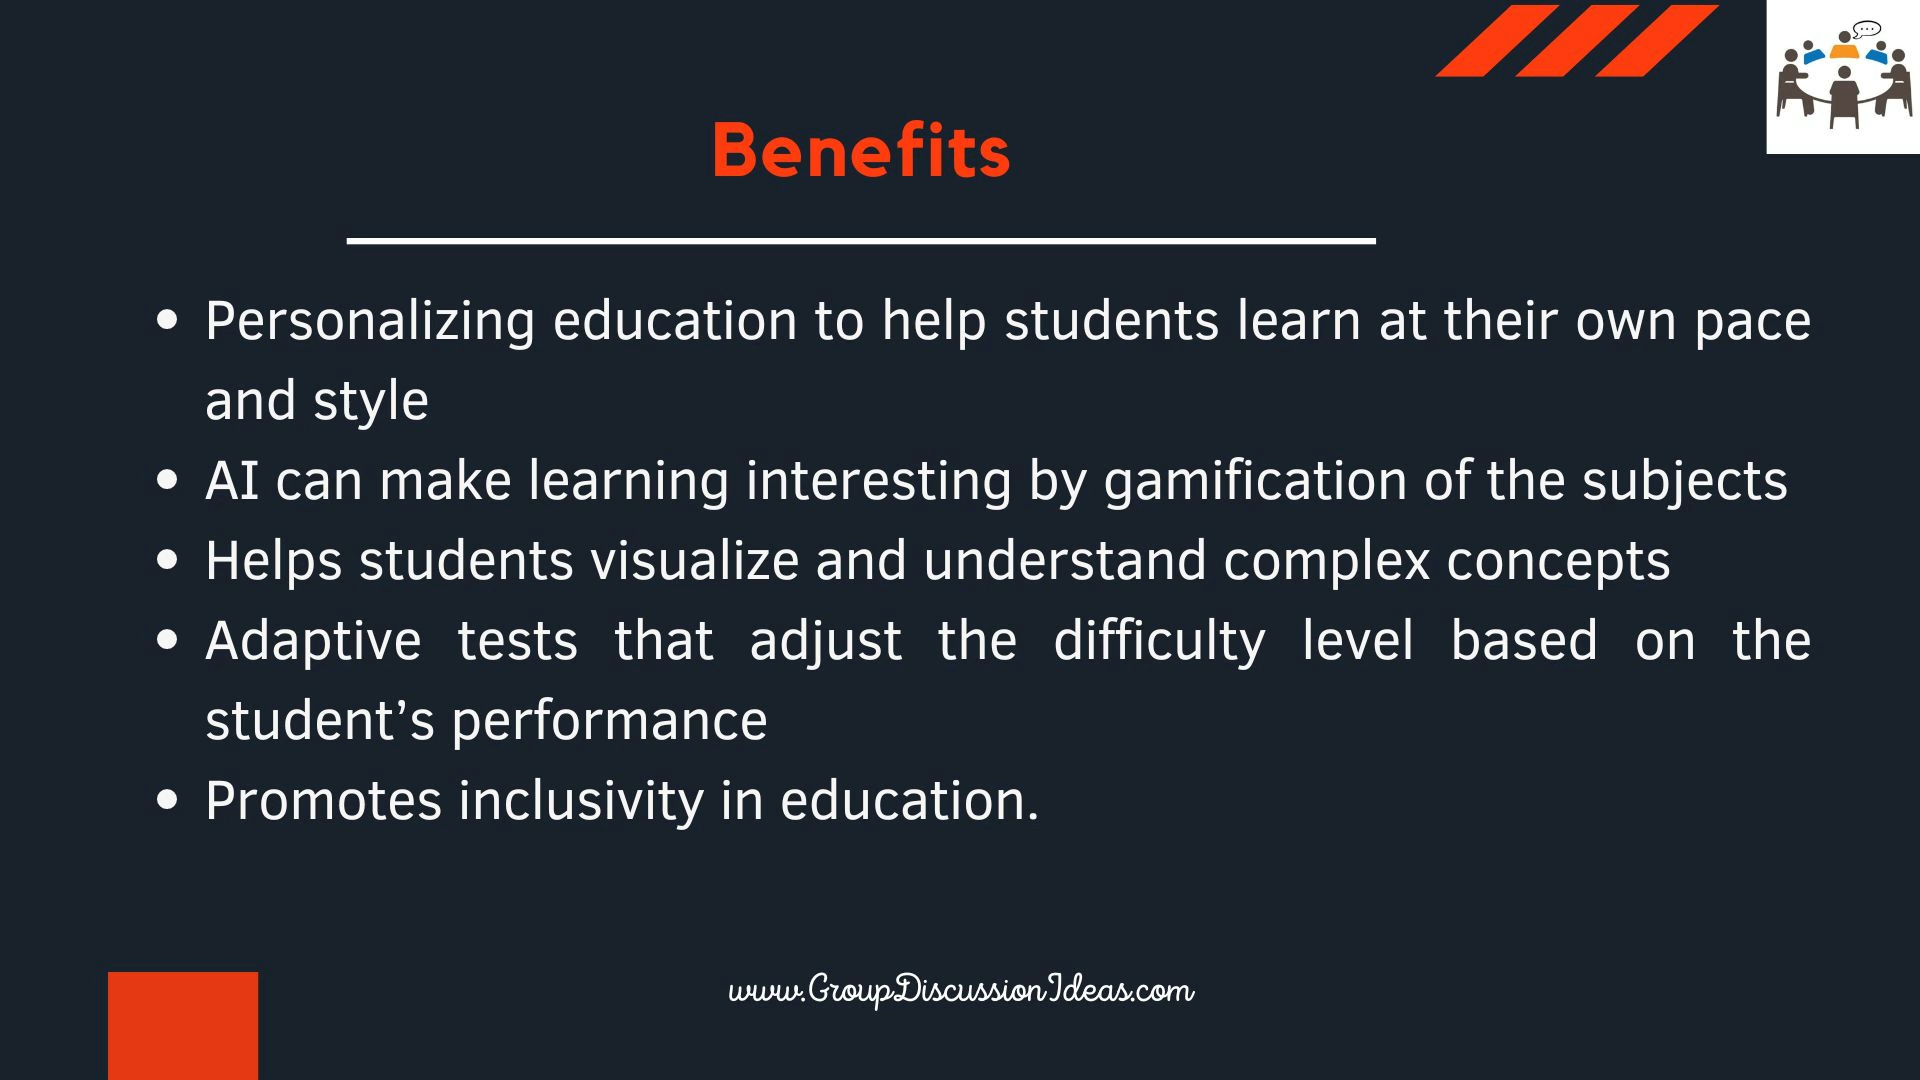 Benefits
• Personalizing education to help students learn at their own pace
and style
• AI can make learning interesting by gamification of the subjects
• Helps students visualize and understand complex concepts
• Adaptive tests that adjust the difficulty level based on the
student’s performance
• Promotes inclusivity in education.
www.GroupDiscussionIdeas.com